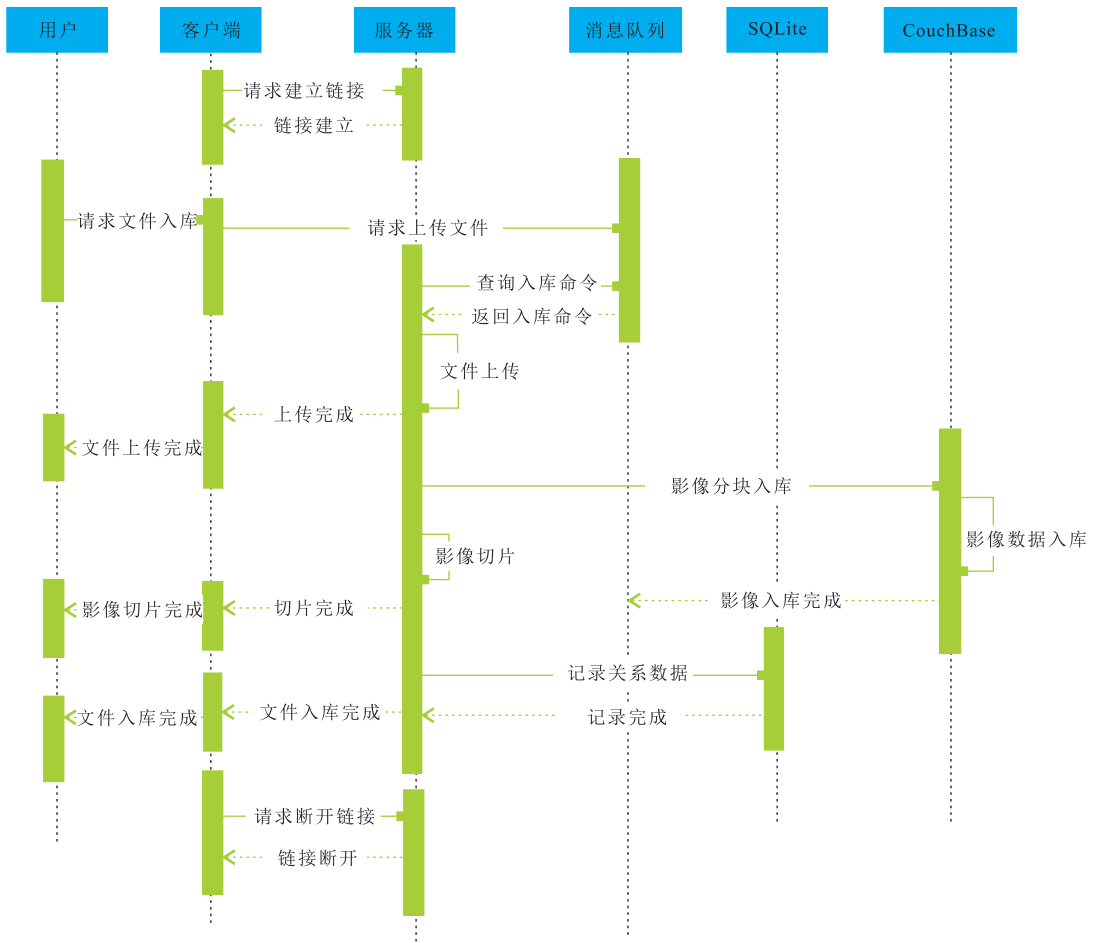 用户
客户端
服务器
消息队列
SQLite
CouchBase
请求建立链接
链接建立
请求文件入库
请求上传文件
查询入库命令
返回入库命令
文件上传
上传完成
文件上传完成
影像分块入库
影像数据入库
影像切片
影像入库完成
切片完成
影像切片完成
记录关系数据
文件入库完成
记录完成
文件入库完成
请求断开链接
链接断开